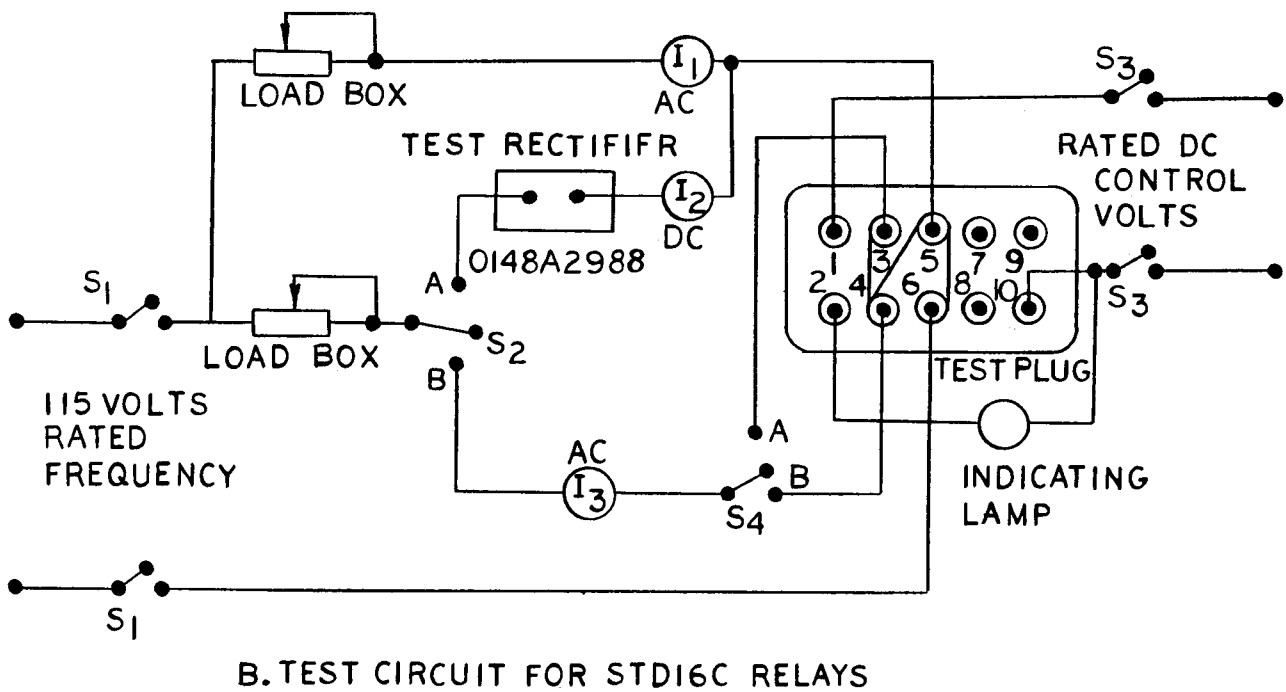 LOAD BOX
I1
AC
S3
TEST RECTIFIFR
I2
DC
0148A2988
RATED DC
CONTROL
VOLTS
1 3 5 7 9
2 4 6 8 10
S3
TEST PLUG
S1
LOAD BOX
A
S2
B
115 VOLTS
RATED
FREQUENCY
AC
I3
A
B
S4
INDICATING
LAMP
S1
B. TEST CIRCUIT FOR STD16C RELAYS